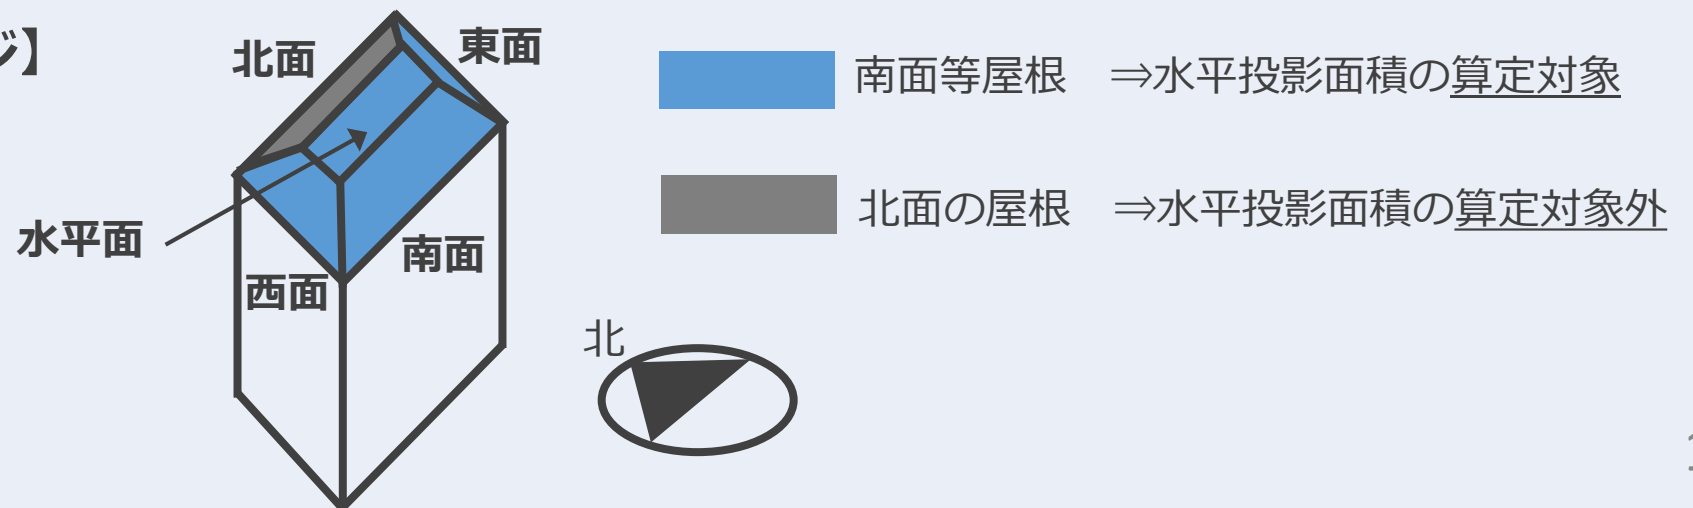 ジ】
北面
東面
水平面
南面
西面
南面等屋根　⇒水平投影面積の算定対象
北面の屋根　⇒水平投影面積の算定対象外
北